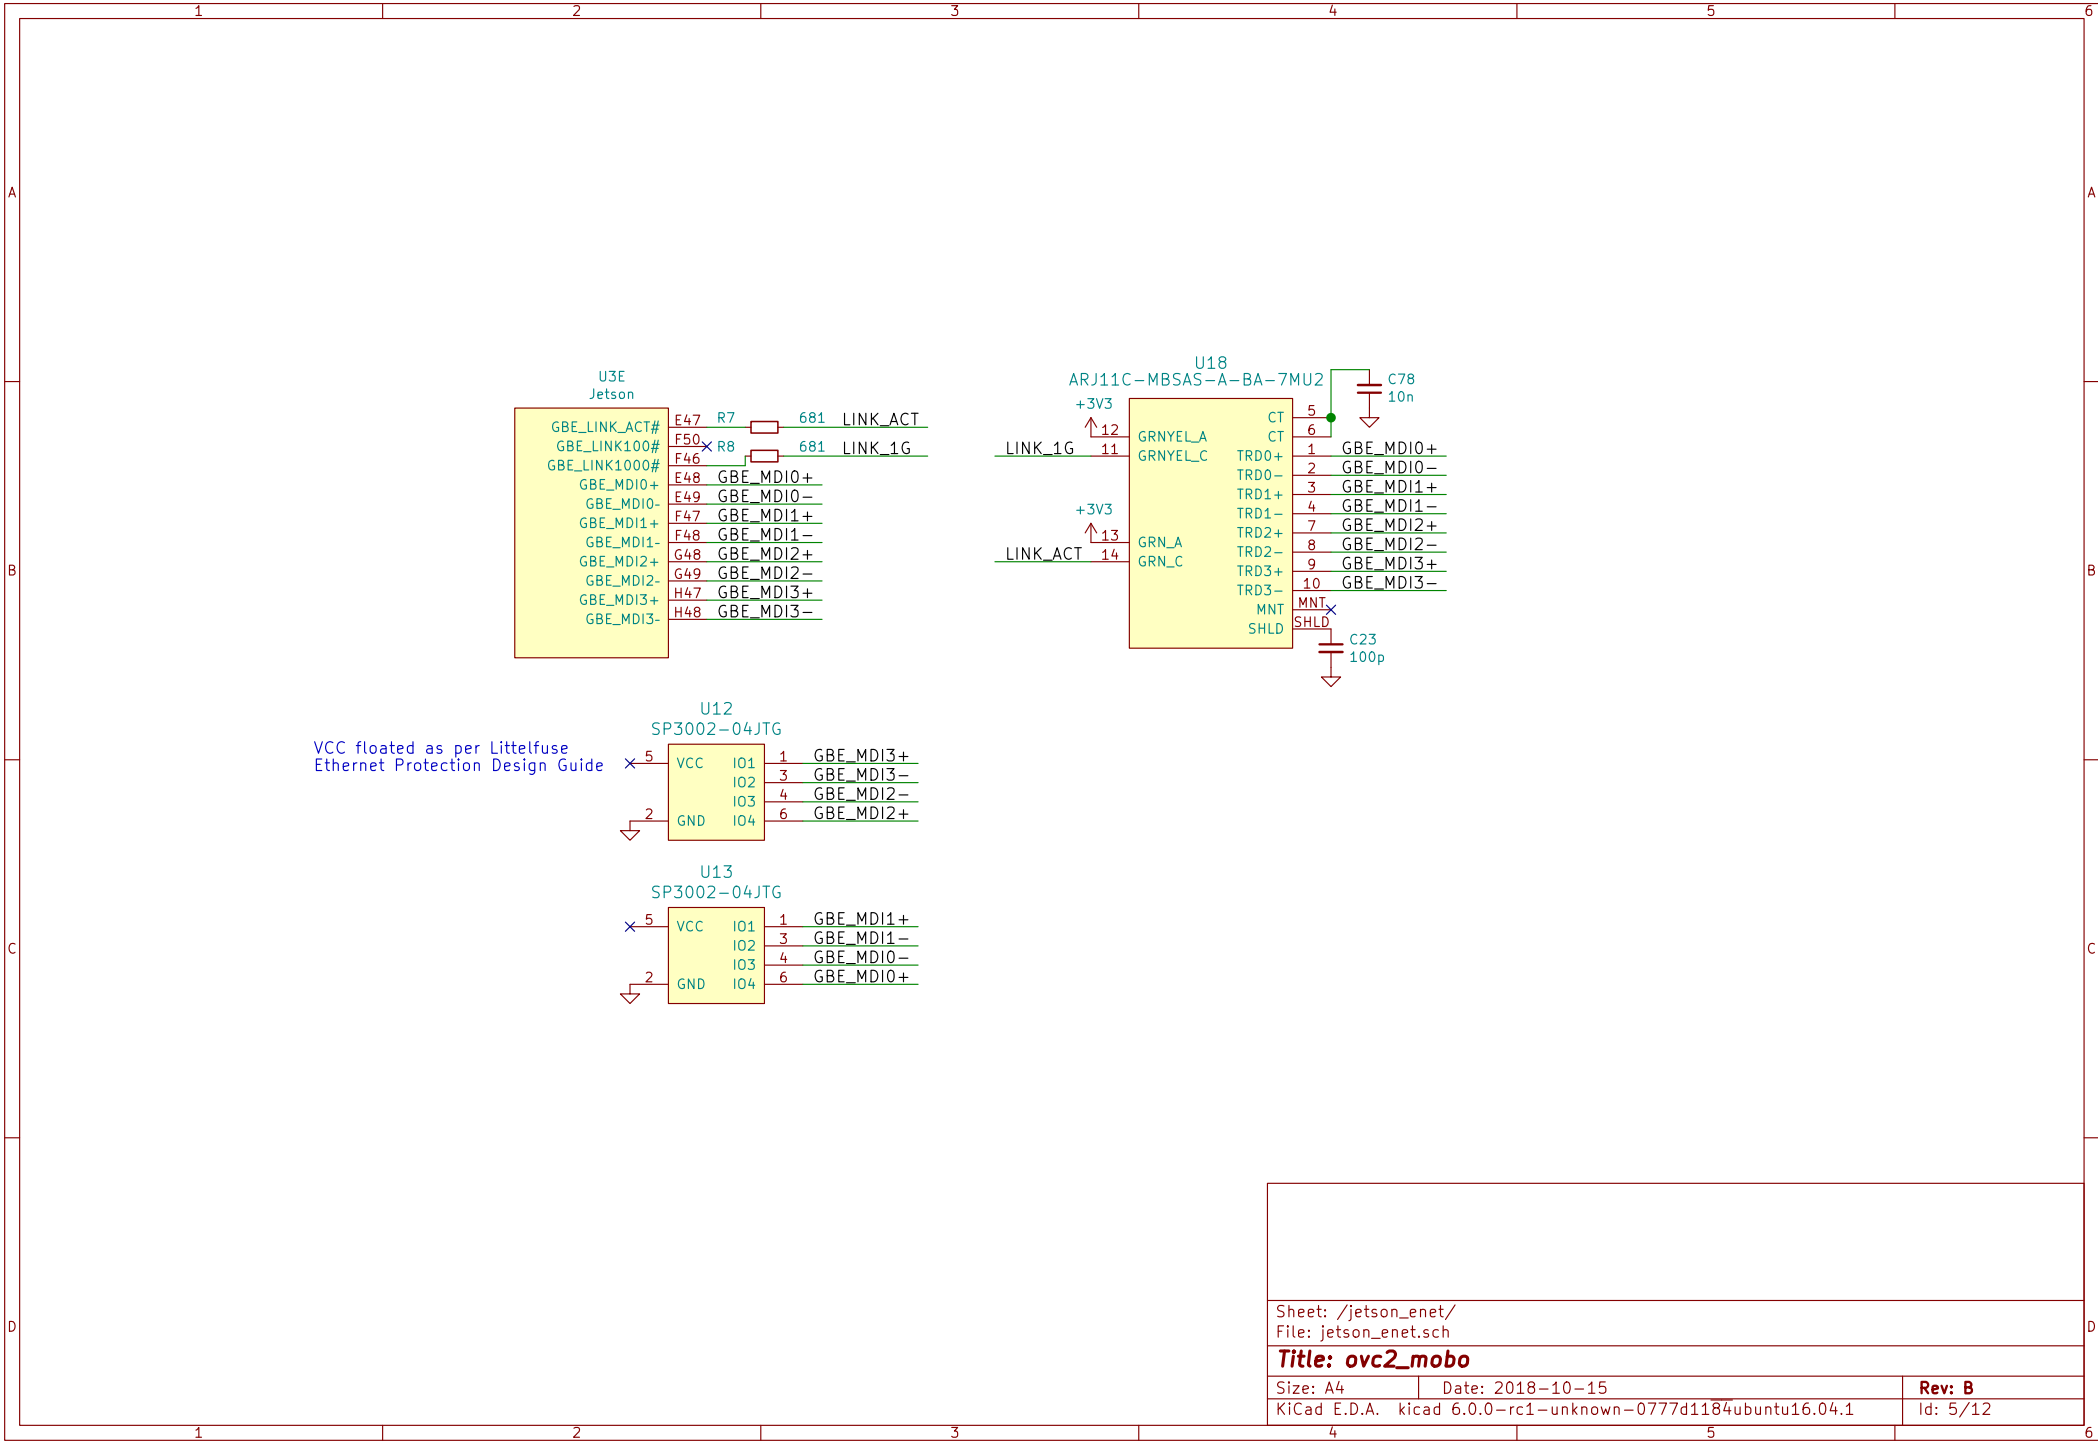 1 2 3 4 5 6
A A
B B
C C
D D
U3E
Jetson
GBE_LINK_ACT# E47 R7 681 LINK_ACT
GBE_LINK100# F50 R8 681 LINK_1G
GBE_LINK1000# F46
GBE_MDI0+ E48 GBE_MDI0+
GBE_MDI0- E49 GBE_MDI0-
GBE_MDI1+ F47 GBE_MDI1+
GBE_MDI1- F48 GBE_MDI1-
GBE_MDI2+ G48 GBE_MDI2+
GBE_MDI2- G49 GBE_MDI2-
GBE_MDI3+ H47 GBE_MDI3+
GBE_MDI3- H48 GBE_MDI3-
U18
ARJ11C-MBSAS-A-BA-7MU2
C78
10n
+3V3
CT 5
12 GRNYEL_A CT 6
LINK_1G 11 GRNYEL_C TRD0+ 1 GBE_MDI0+
TRD0- 2 GBE_MDI0-
TRD1+ 3 GBE_MDI1+
+3V3
TRD1- 4 GBE_MDI1-
TRD2+ 7 GBE_MDI2+
13 GRN_A
TRD2- 8 GBE_MDI2-
LINK_ACT 14 GRN_C
TRD3+ 9 GBE_MDI3+
TRD3- 10 GBE_MDI3-
MNT MNT
SHLD SHLD
C23
100p
U12
SP3002-04JTG
VCC floated as per Littelfuse
Ethernet Protection Design Guide
5 VCC IO1 1 GBE_MDI3+
IO2 3 GBE_MDI3-
IO3 4 GBE_MDI2-
2 GND IO4 6 GBE_MDI2+
U13
SP3002-04JTG
5 VCC IO1 1 GBE_MDI1+
IO2 3 GBE_MDI1-
IO3 4 GBE_MDI0-
2 GND IO4 6 GBE_MDI0+
Sheet: /jetson_enet/
File: jetson_enet.sch
Title: ovc2_mobo
Size: A4 Date: 2018-10-15 Rev: B
KiCad E.D.A. kicad 6.0.0-rc1-unknown-0777d1184ubuntu16.04.1 Id: 5/12
1 2 3 4 5 6